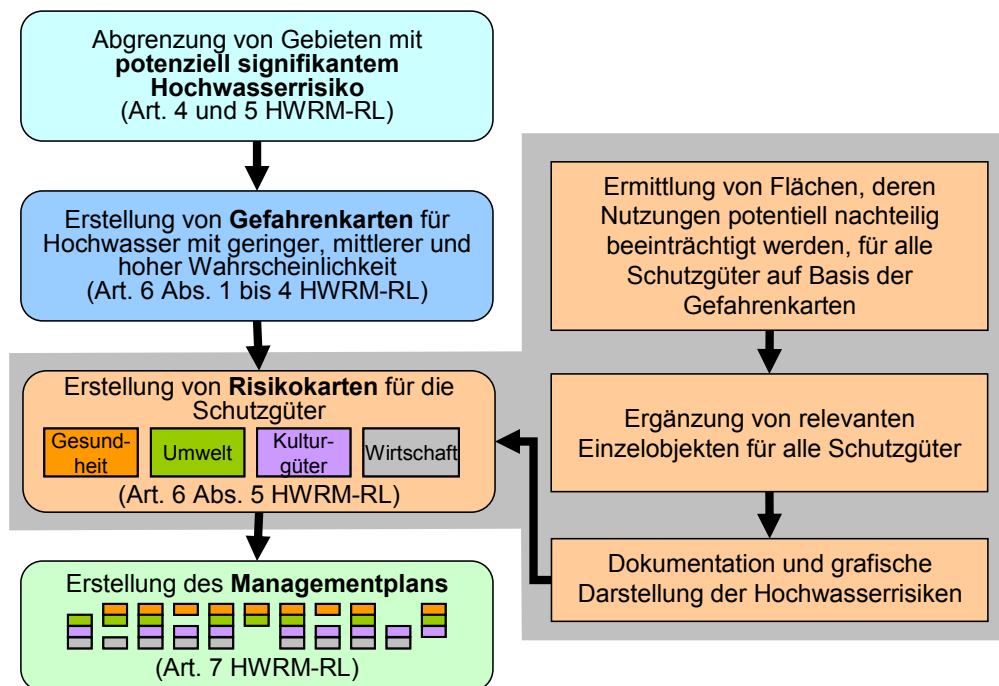 Abgrenzung von Gebieten mit
potenziell signifikantem
Hochwasserrisiko
(Art. 4 und 5 HWRM-RL)
Erstellung von Gefahrenkarten für
Hochwasser mit geringer, mittlerer und
hoher Wahrscheinlichkeit
(Art. 6 Abs. 1 bis 4 HWRM-RL)
Erstellung von Risikokarten für die
Schutzgüter
Gesund-
heit
Umwelt
Kultur-
güter
Wirtschaft
(Art. 6 Abs. 5 HWRM-RL)
Erstellung des Managementplans
(Art. 7 HWRM-RL)
Ermittlung von Flächen, deren
Nutzungen potentiell nachteilig
beeinträchtigt werden, für alle
Schutzgüter auf Basis der
Gefahrenkarten
Ergänzung von relevanten
Einzelobjekten für alle Schutzgüter
Dokumentation und grafische
Darstellung der Hochwasserrisiken